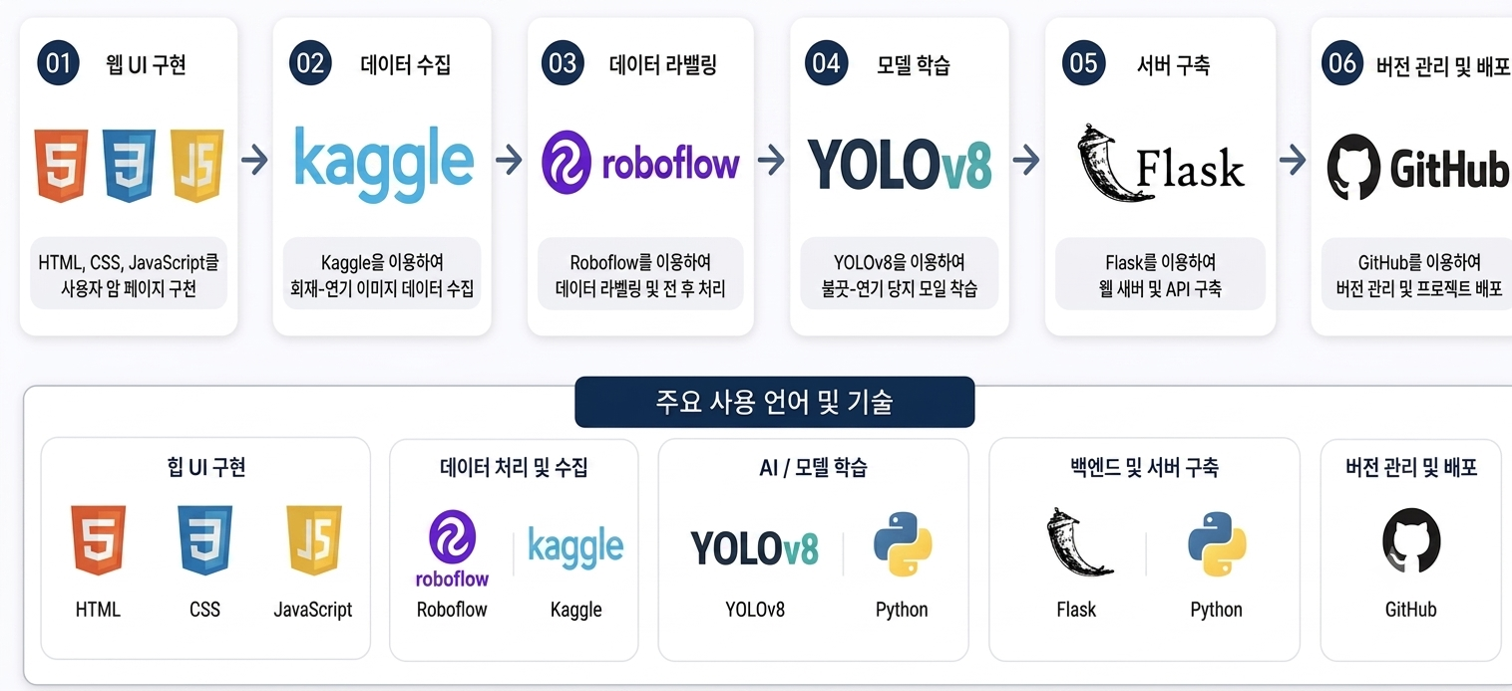 01 웹 UI 구현
HTML, CSS, JavaScript클
사용자 암 페이지 구천
02 데이터 수집
kaggle
Kaggle을 이용하여
회재-연기 이미지 데이터 수집
03 데이터 라밸링
roboflow
Roboflow를 이용하여
데이터 라벨링 및 전 후 처리
04 모델 학습
YOLOv8
YOLOv8을 이용하여
불끗-연기 당지 모일 착습
05 서버 구축
Flask
Flask를 이용하여
웹 새버 및 API 구축
06 버전 관리 및 배포
GitHub
GitHub를 이용하여
버전 관리 및 프로젝트 배포
주요 사용 언어 및 기술
힙 UI 구현
5 3 JS
HTML CSS JavaScript
데이터 처리 및 수집
roboflow kaggle
Roboflow Kaggle
AI / 모델 학습
YOLOv8
YOLOv8 Python
백엔드 및 서버 구축
Flask Python
버전 관리 및 배포
GitHub